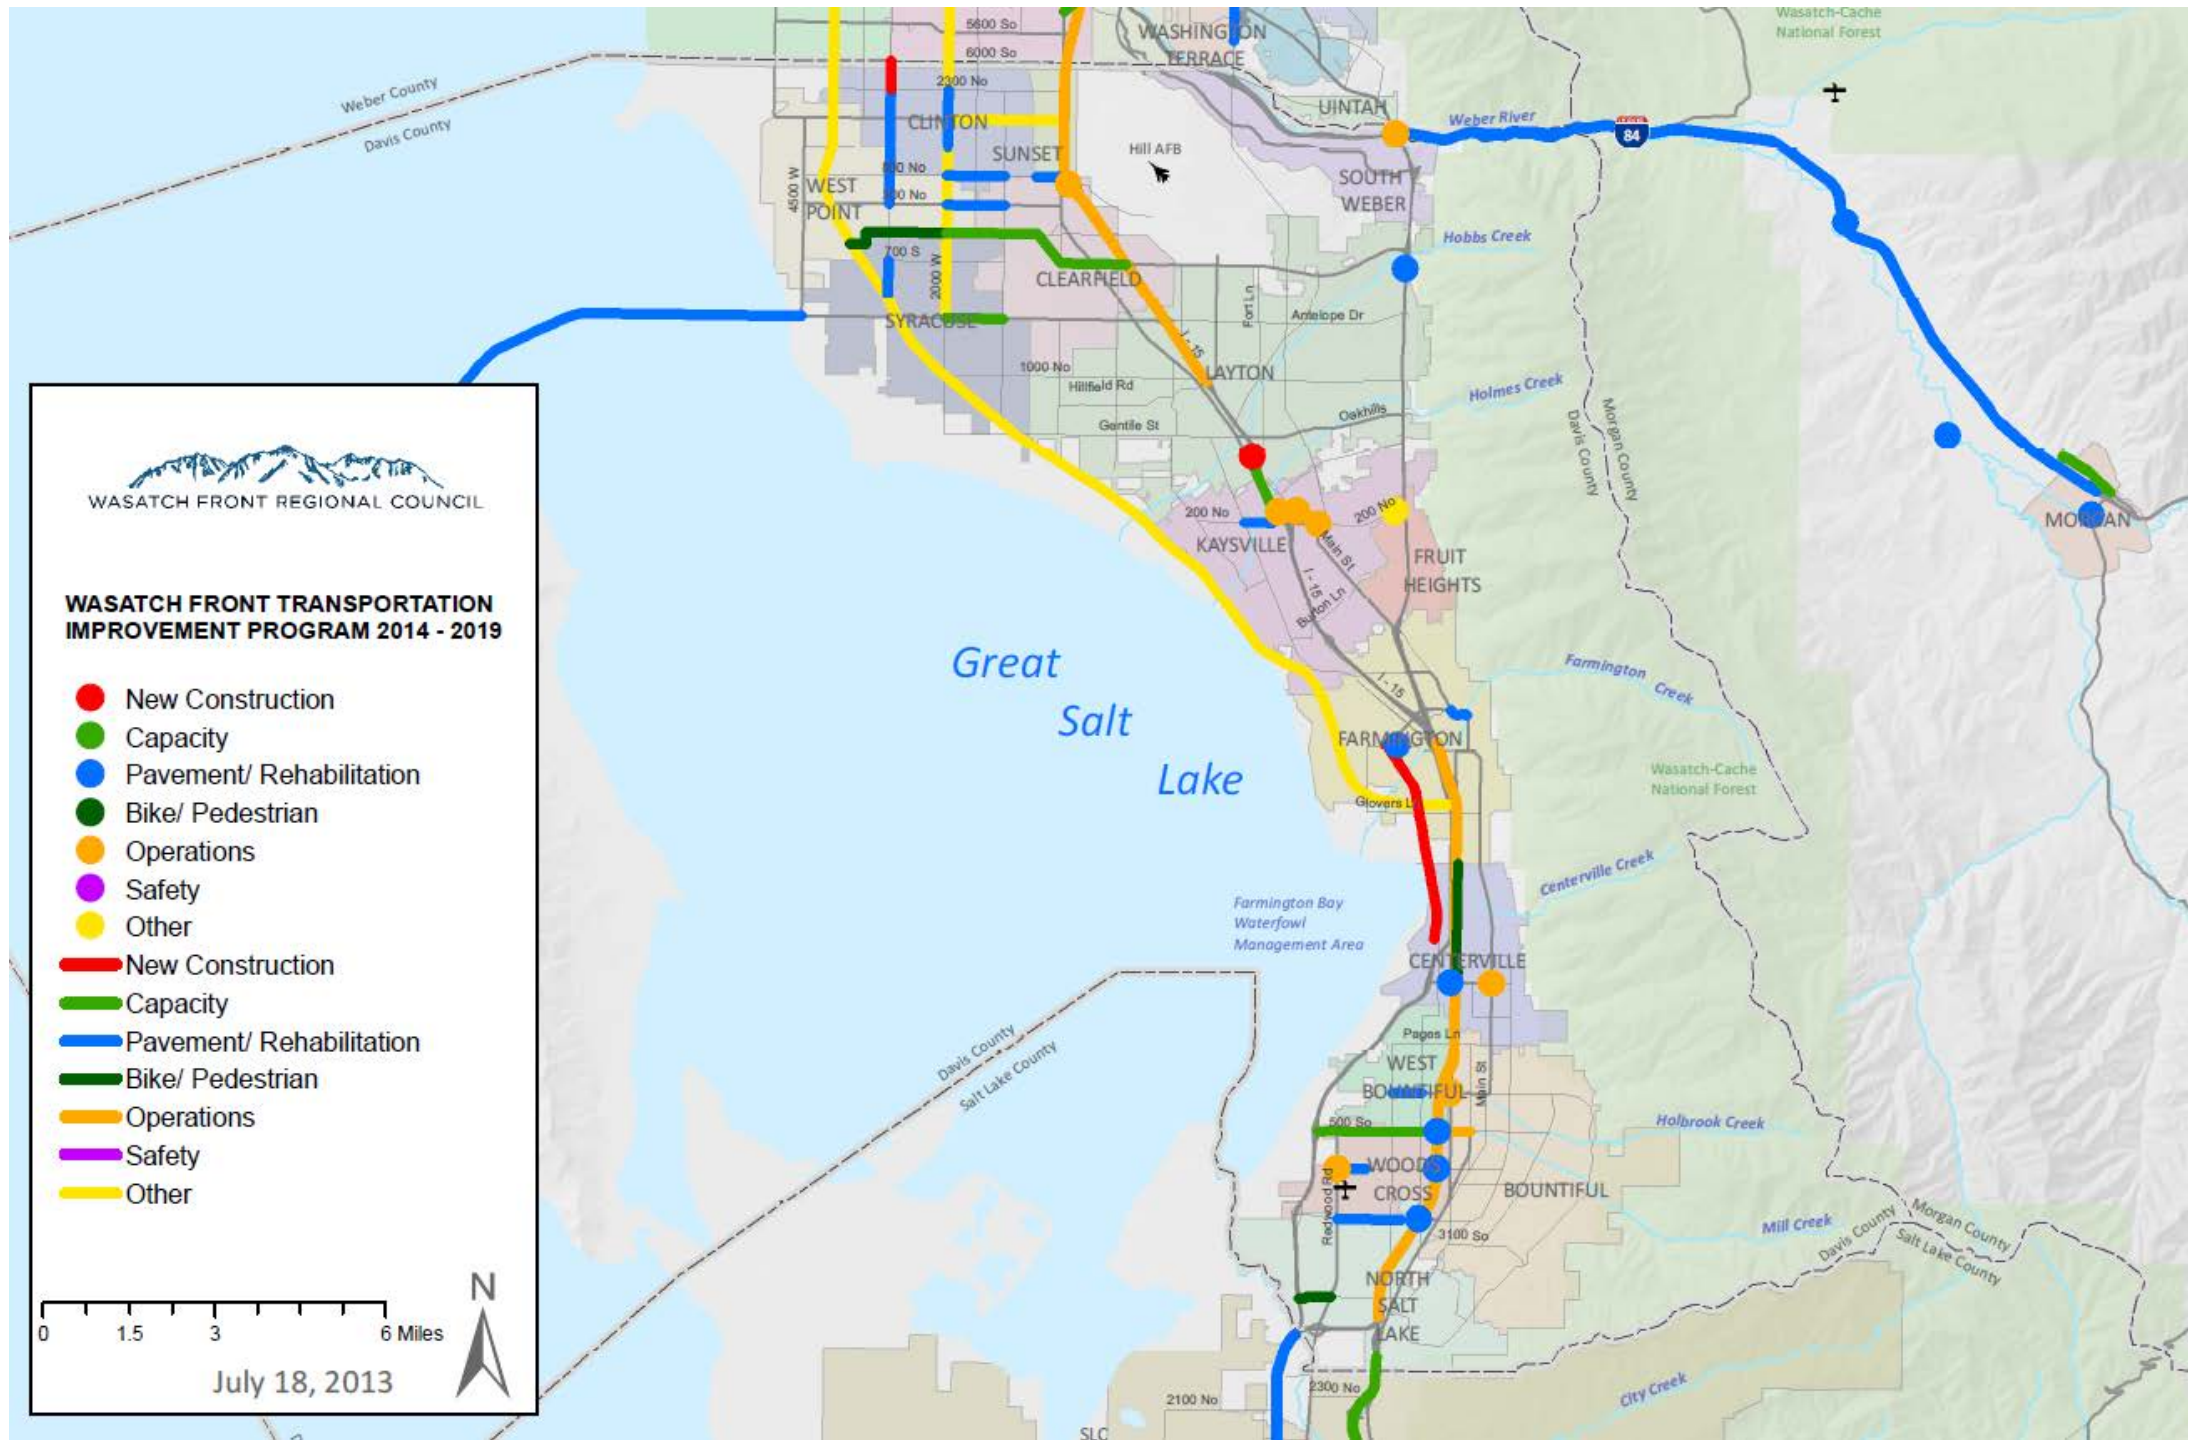 5600 So
6000 So
WASHINGTON
TERRACE
Wasatch-Cache
National Forest
Weber County
Davis County
2300 No
CLINTON
UINTAH
Weber River
84
SUNSET
Hill AFB
800 No
4500 W
WEST
POINT
300 No
SOUTH
WEBER
Hobbs Creek
700 S
2000 W
CLEARFIELD
Fort Ln
Antelope Dr
SYRACUSE
I - 15
1000 No
Hillfield Rd
LAYTON
Holmes Creek
Oakhills
Gentile St
Davis County
Morgan County
WASATCH FRONT REGIONAL COUNCIL
200 No
KAYSVILLE
200 No
Main St
I - 15
Burton Ln
FRUIT
HEIGHTS
MORGAN
WASATCH FRONT TRANSPORTATION
IMPROVEMENT PROGRAM 2014 - 2019
Great
Salt
Lake
Farmington
Creek
I - 15
FARMINGTON
Wasatch-Cache
National Forest
Glovers L
New Construction
Capacity
Pavement/ Rehabilitation
Bike/ Pedestrian
Operations
Safety
Other
New Construction
Capacity
Pavement/ Rehabilitation
Bike/ Pedestrian
Operations
Safety
Other
Centerville Creek
Farmington Bay
Waterfowl
Management Area
CENTERVILLE
Davis County
Salt Lake County
Pages Ln
WEST
BOUNTIFUL
Main St
500 So
Holbrook Creek
WOODS
CROSS
Redwood Rd
BOUNTIFUL
3100 So
Mill Creek
Davis County
Morgan County
Salt Lake County
NORTH
SALT
LAKE
0 1.5 3 6 Miles
N
July 18, 2013
2100 No
2300 No
City Creek
SLC